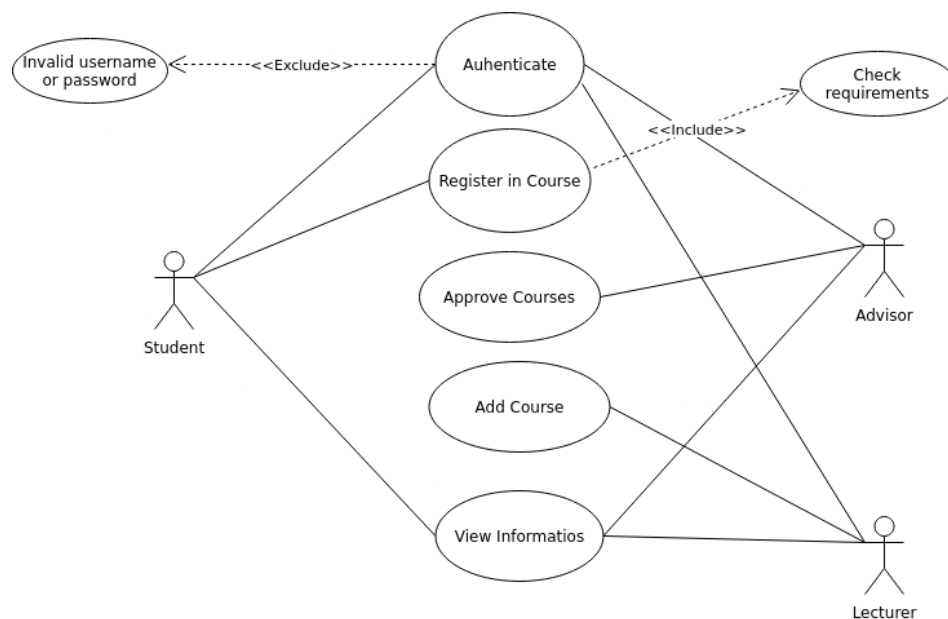 Invalid username
or password
<<Exclude>>
Auhenticate
Check
requirements
<<Include>>
Register in Course
Approve Courses
Advisor
Student
Add Course
View Informatios
Lecturer